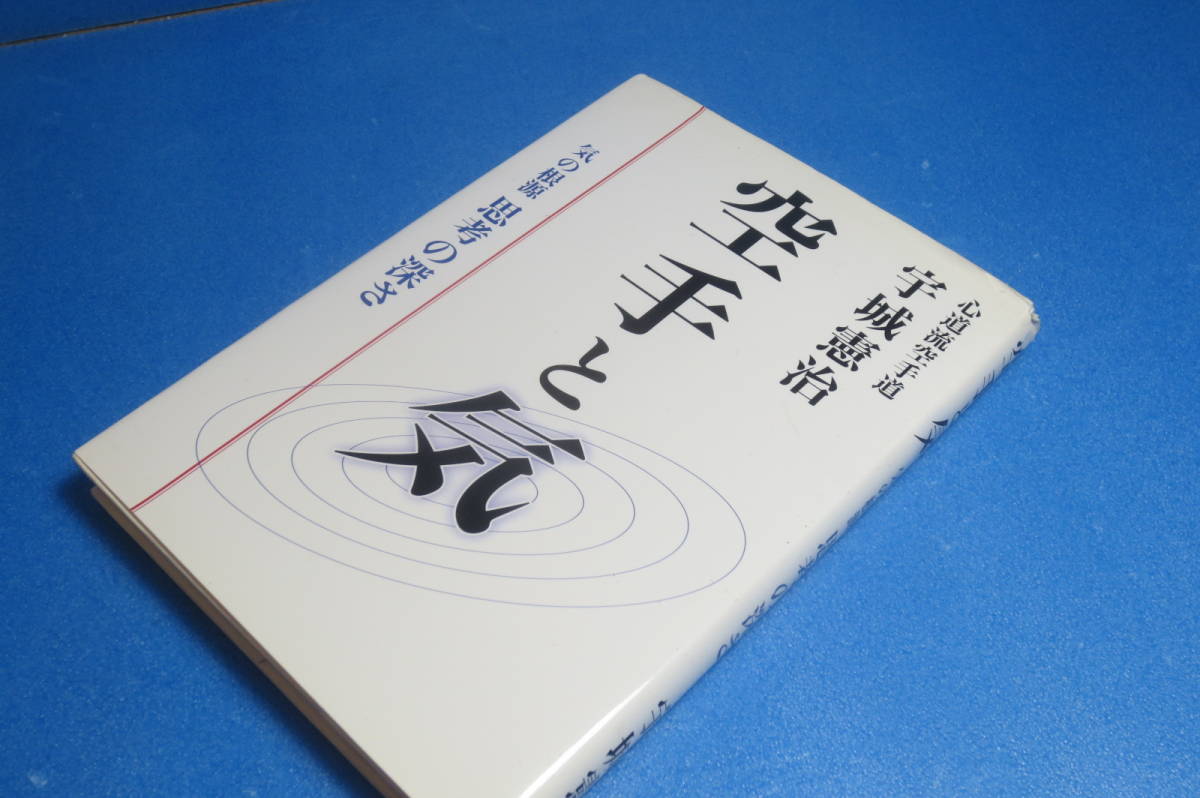 心道流空手道
宇城憲治
空手と気
気の根源 思考の深さ